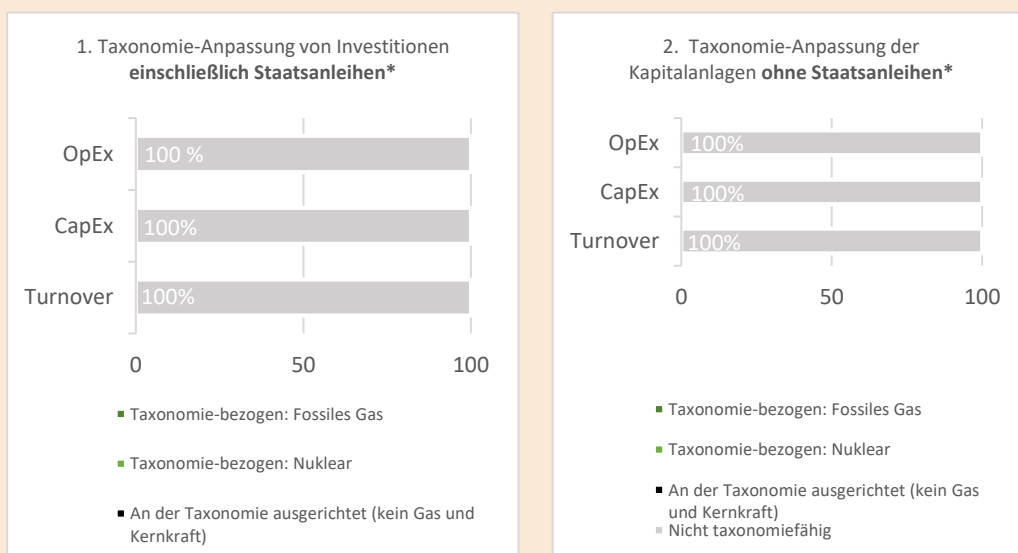 1. Taxonomie-Anpassung von Investitionen
einschließlich Staatsanleihen*
OpEx
100 %
CapEx
100%
Turnover
100%
0 50 100
Taxonomie-bezogen: Fossiles Gas
Taxonomie-bezogen: Nuklear
An der Taxonomie ausgerichtet (kein Gas und
Kernkraft)
2. Taxonomie-Anpassung der
Kapitalanlagen ohne Staatsanleihen*
OpEx
100%
CapEx
100%
Turnover
100%
0 50 100
Taxonomie-bezogen: Fossiles Gas
Taxonomie-bezogen: Nuklear
An der Taxonomie ausgerichtet (kein Gas
und Kernkraft)
Nicht taxonomiefähig